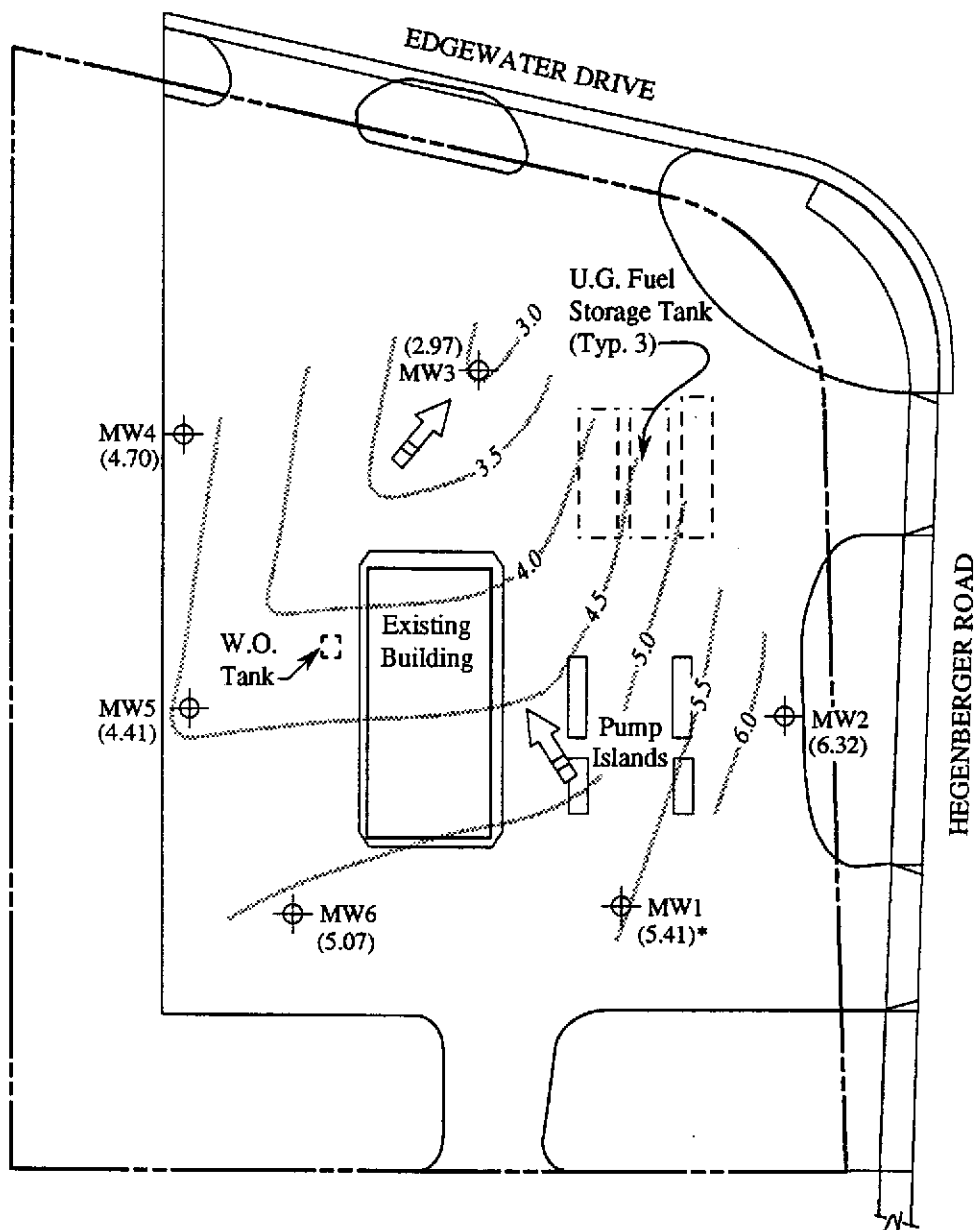 EDGEWATER DRIVE
U.G. Fuel
Storage Tank
(Typ. 3)
3.0
(2.97)
MW3
MW4
(4.70)
3.5
4.0
4.5
5.0
5.5
6.0
W.O.
Tank
Existing
Building
MW5
(4.41)
Pump
Islands
MW2
(6.32)
HEGENBERGER ROAD
MW6
(5.07)
MW1
(5.41)*